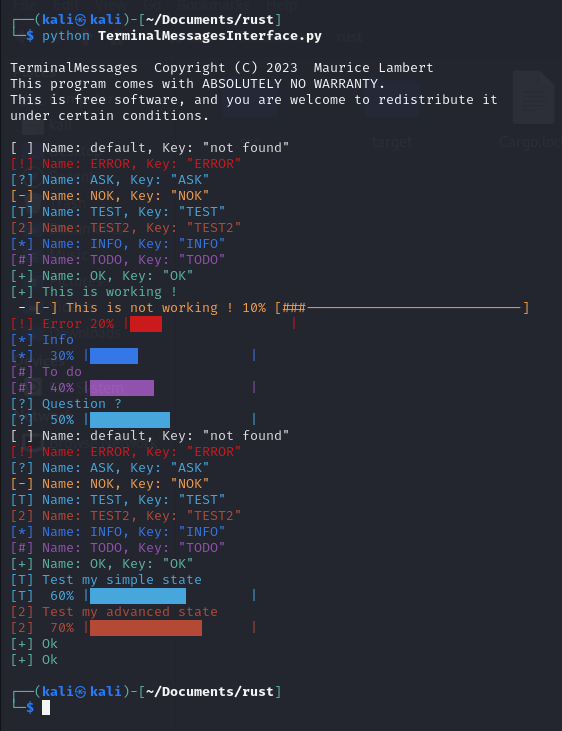 ┌──(kali㉿kali)-[~/Documents/rust]
└─$ python TerminalMessagesInterface.py
TerminalMessages  Copyright (C) 2023  Maurice Lambert
This program comes with ABSOLUTELY NO WARRANTY.
This is free software, and you are welcome to redistribute it
under certain conditions.
[ ] Name: default, Key: "not found"
[!] Name: ERROR, Key: "ERROR"
[?] Name: ASK, Key: "ASK"
[-] Name: NOK, Key: "NOK"
[T] Name: TEST, Key: "TEST"
[2] Name: TEST2, Key: "TEST2"
[*] Name: INFO, Key: "INFO"
[#] Name: TODO, Key: "TODO"
[+] Name: OK, Key: "OK"
[+] This is working !
 - [-] This is not working ! 10% [###---------------------------]
[!] Error 20% |████                |
[*] Info
[*]  30% |██████              |
[#] To do
[#]  40% |████████            |
[?] Question ?
[?]  50% |██████████          |
[ ] Name: default, Key: "not found"
[!] Name: ERROR, Key: "ERROR"
[?] Name: ASK, Key: "ASK"
[-] Name: NOK, Key: "NOK"
[T] Name: TEST, Key: "TEST"
[2] Name: TEST2, Key: "TEST2"
[*] Name: INFO, Key: "INFO"
[#] Name: TODO, Key: "TODO"
[+] Name: OK, Key: "OK"
[T] Test my simple state
[T]  60% |████████████        |
[2] Test my advanced state
[2]  70% |██████████████      |
[+] Ok
[+] Ok
┌──(kali㉿kali)-[~/Documents/rust]
└─$